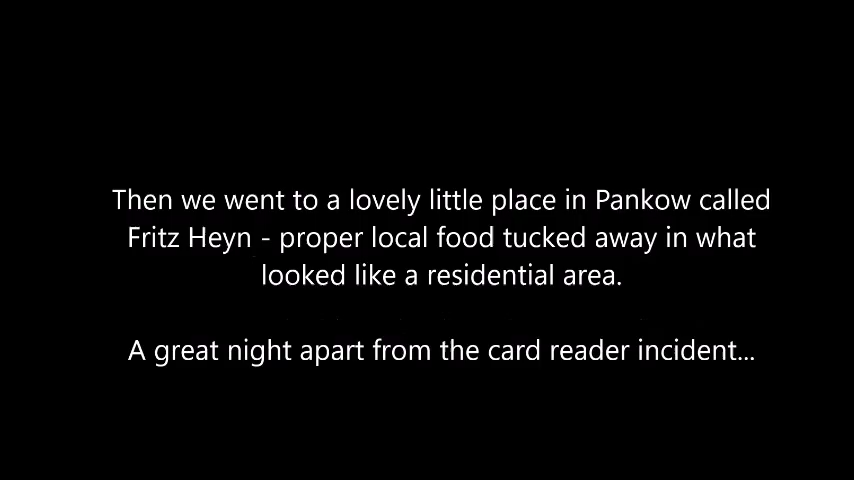 Then we went to a lovely little place in Pankow called
Fritz Heyn - proper local food tucked away in what
looked like a residential area.
A great night apart from the card reader incident...